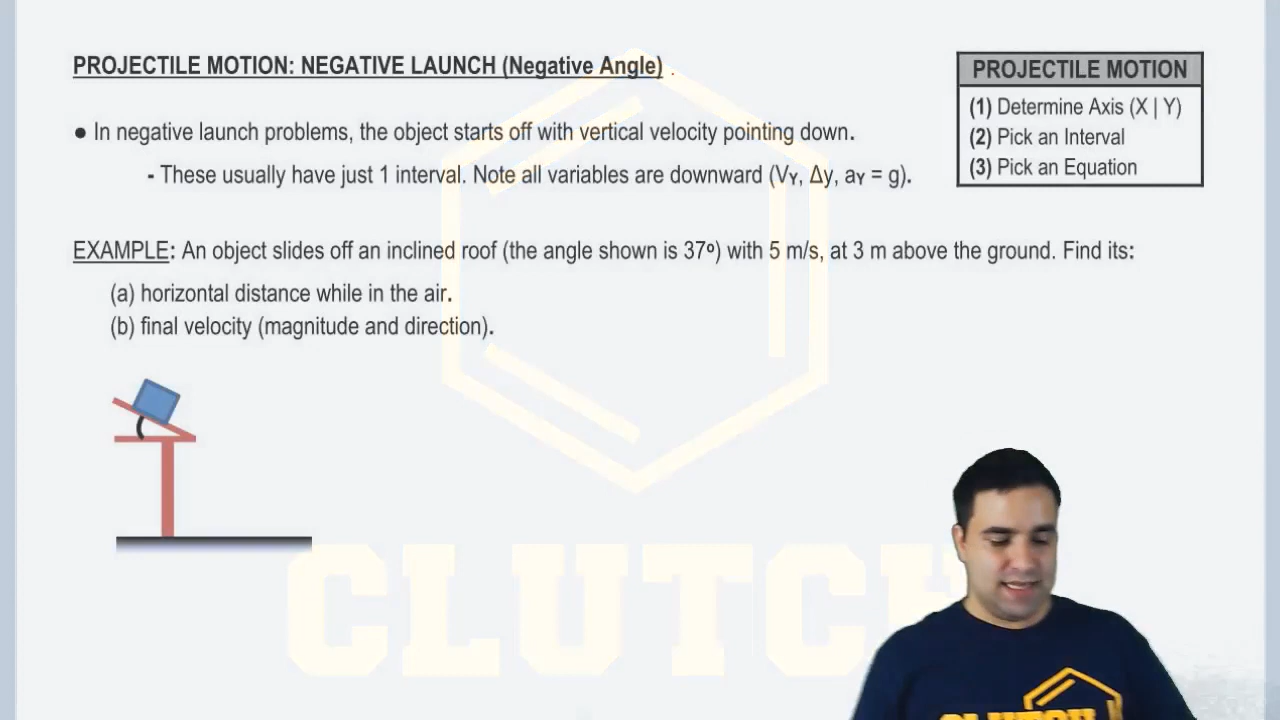 PROJECTILE MOTION: NEGATIVE LAUNCH (Negative Angle) .
PROJECTILE MOTION
(1) Determine Axis (X | Y)
(2) Pick an Interval
(3) Pick an Equation
● In negative launch problems, the object starts off with vertical velocity pointing down.
- These usually have just 1 interval. Note all variables are downward (VY, Δy, aY = g).
EXAMPLE: An object slides off an inclined roof (the angle shown is 37º) with 5 m/s, at 3 m above the ground. Find its:
(a) horizontal distance while in the air.
(b) final velocity (magnitude and direction).
CLUTCH
CLUTCH